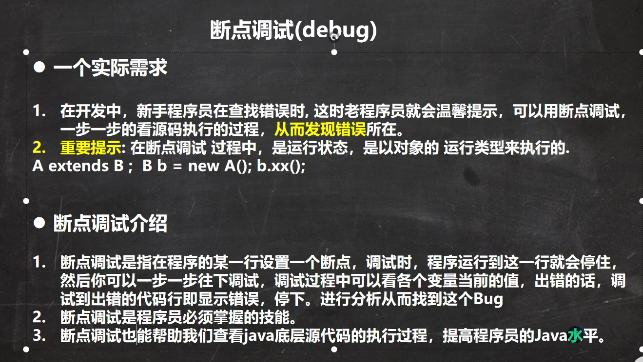 断点调试(debug)
● 一个实际需求
1. 在开发中，新手程序员在查找错误时, 这时老程序员就会温馨提示，可以用断点调试，
一步一步的看源码执行的过程，从而发现错误所在。
2. 重要提示: 在断点调试 过程中，是运行状态，是以对象的 运行类型来执行的.
A extends B ;  B b = new A(); b.xx();
● 断点调试介绍
1. 断点调试是指在程序的某一行设置一个断点，调试时，程序运行到这一行就会停住，
然后你可以一步一步往下调试，调试过程中可以看各个变量当前的值，出错的话，调
试到出错的代码行即显示错误，停下。进行分析从而找到这个Bug
2. 断点调试是程序员必须掌握的技能。
3. 断点调试也能帮助我们查看java底层源代码的执行过程，提高程序员的Java水平。